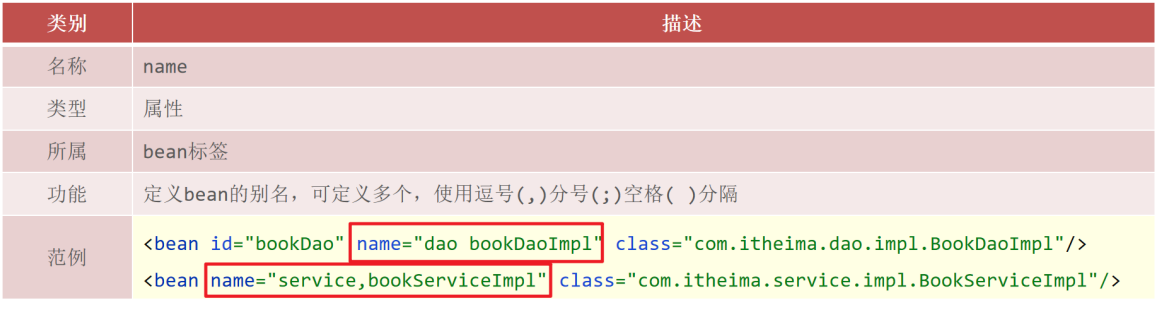 类别 描述
名称 name
类型 属性
所属 bean标签
功能 定义bean的别名，可定义多个，使用逗号(,)分号(;)空格( )分隔
范例
<bean id="bookDao" name="dao bookDaoImpl" class="com.itheima.dao.impl.BookDaoImpl"/>
<bean name="service,bookServiceImpl" class="com.itheima.service.impl.BookServiceImpl"/>